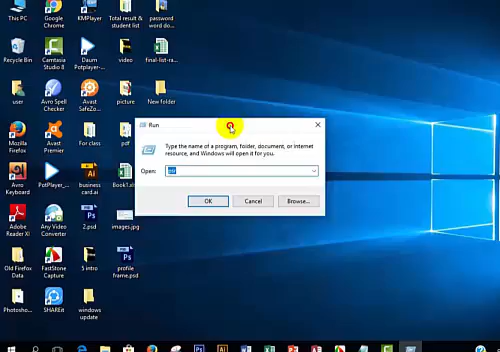 This PC
Google Chrome
KMPlayer
Total result & student list
password word do...
Recycle Bin
Camtasia Studio 8
Daum Potplayer-...
video
final-list-ra...
user
Avro Spell Checker
Avast SafeZo...
picture
New folder
Mozilla Firefox
Avast Premier
For class
pdf
Avro Keyboard
PotPlayer-...
business card.ai
Book1.xls
Adobe Reader XI
Any Video Converter
2.psd
images.jpg
Old Firefox Data
FastStone Capture
5 intro
profile frame.psd
Photosho...
SHAREit
windows update
Run
Type the name of a program, folder, document, or Internet
resource, and Windows will open it for you.
Open:
OK
Cancel
Browse...